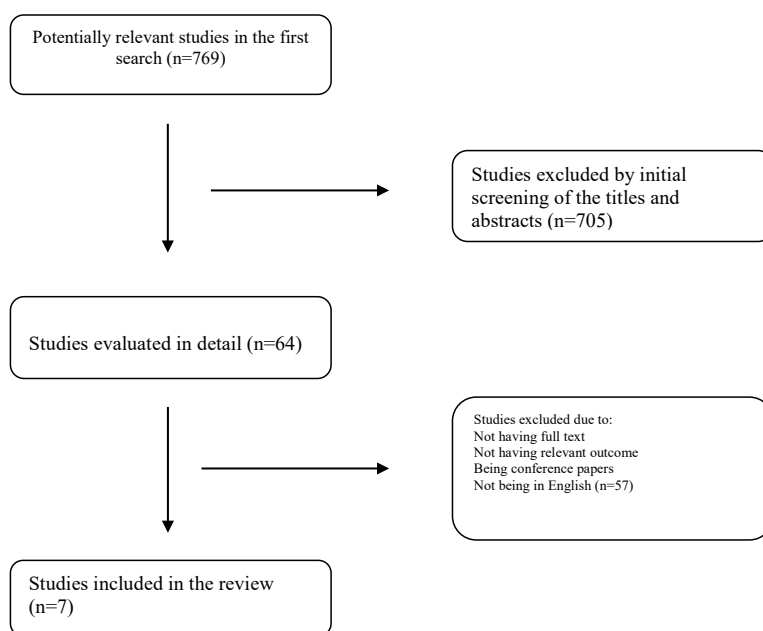 Potentially relevant studies in the first
search (n=769)
Studies excluded by initial
screening of the titles and
abstracts (n=705)
Studies evaluated in detail (n=64)
Studies excluded due to:
Not having full text
Not having relevant outcome
Being conference papers
Not being in English (n=57)
Studies included in the review
(n=7)